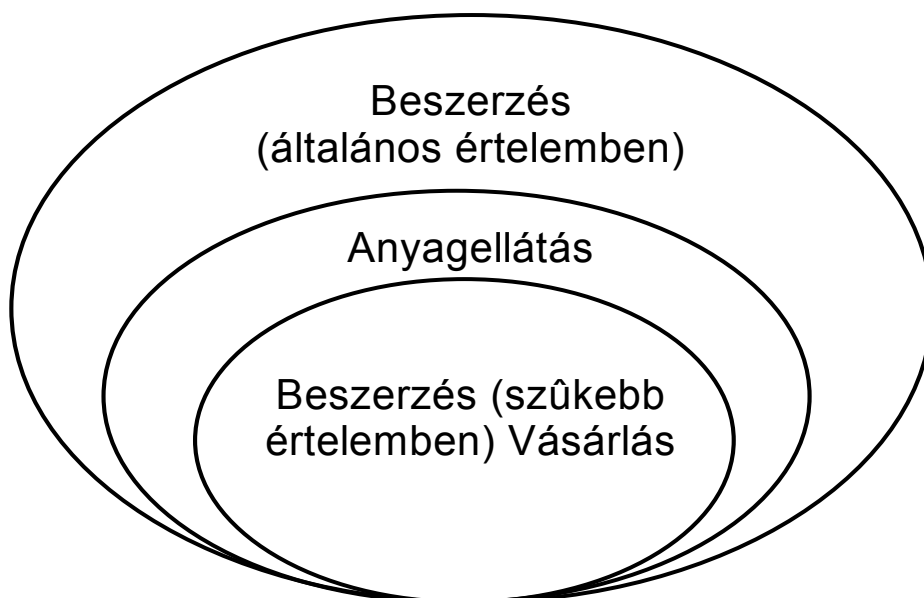 Beszerzés
(általános értelemben)
Anyagellátás
Beszerzés (szûkebb
értelemben) Vásárlás